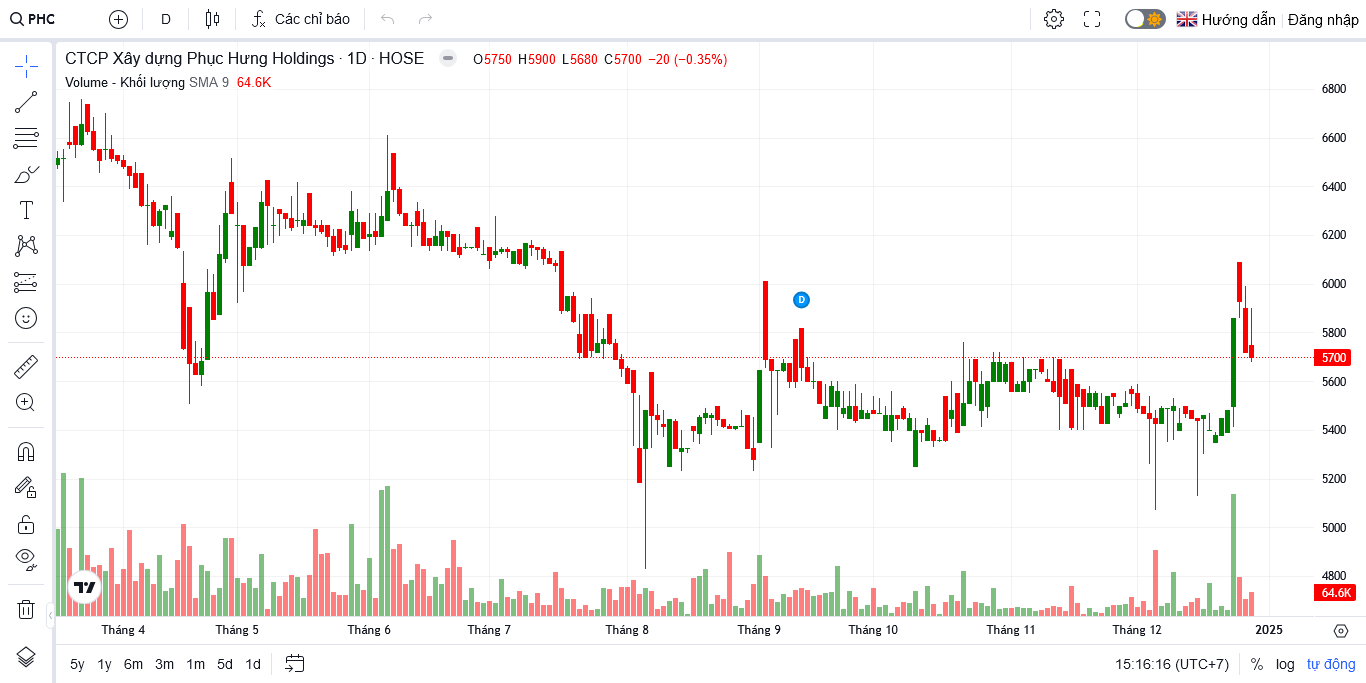 PHC D Các chỉ báo Hướng dẫn Đăng nhập
CTCP Xây dựng Phục Hưng Holdings · 1D · HOSE O5750 H5900 L5680 C5700 −20 (−0.35%)
Volume - Khối lượng SMA 9 64.6K
6800
6600
6400
6200
6000
D
5800
5700
5600
5400
5200
5000
4800
64.6K
Tháng 4 Tháng 5 Tháng 6 Tháng 7 Tháng 8 Tháng 9 Tháng 10 Tháng 11 Tháng 12 2025
5y 1y 6m 3m 1m 5d 1d 15:16:16 (UTC+7) % log tự động